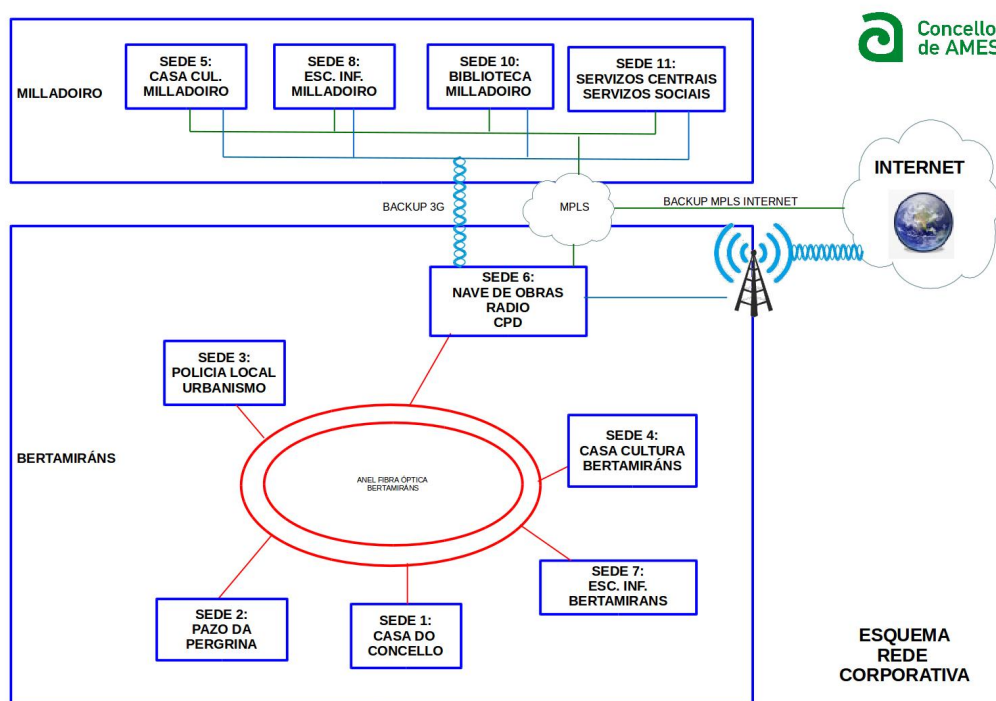 Concello
de AMES
MILLADOIRO
SEDE 5:
CASA CUL.
MILLADOIRO
SEDE 8:
ESC. INF.
MILLADOIRO
SEDE 10:
BIBLIOTECA
MILLADOIRO
SEDE 11:
SERVIZOS CENTRAIS
SERVIZOS SOCIAIS
INTERNET
BACKUP 3G
MPLS
BACKUP MPLS INTERNET
SEDE 6:
NAVE DE OBRAS
RADIO
CPD
SEDE 3:
POLICIA LOCAL
URBANISMO
BERTAMIRÁNS
SEDE 4:
CASA CULTURA
BERTAMIRÁNS
ANEL FIBRA ÓPTICA
BERTAMIRÁNS
SEDE 7:
ESC. INF.
BERTAMIRANS
SEDE 2:
PAZO DA
PERGRINA
SEDE 1:
CASA DO
CONCELLO
ESQUEMA
REDE
CORPORATIVA